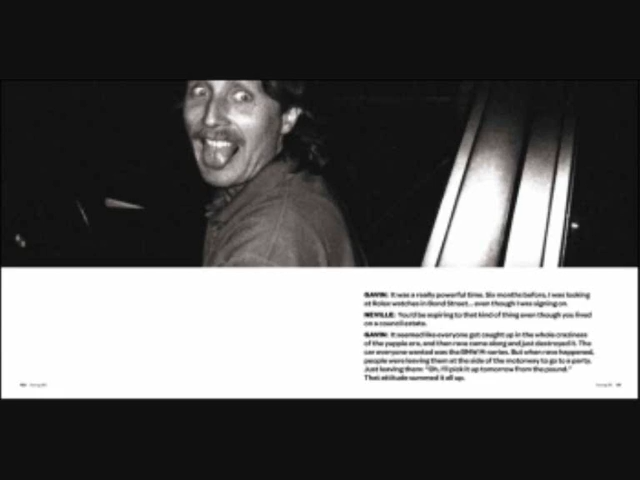 GAVIN: It was a really powerful time. Six months before, I was looking
at Rolex watches in Bond Street... even though I was signing on.
NEVILLE: You'd be aspiring to that kind of thing even though you lived
on a council estate.
GAVIN: It seemed like everyone got caught up in the whole craziness
of the yuppie era, and then rave came along and just destroyed it. The
car everyone wanted was the BMW M-series. But when rave happened,
people were leaving them at the side of the motorway to go to a party.
Just leaving them: "Oh, I'll pick it up tomorrow from the pound."
That attitude summed it all up.